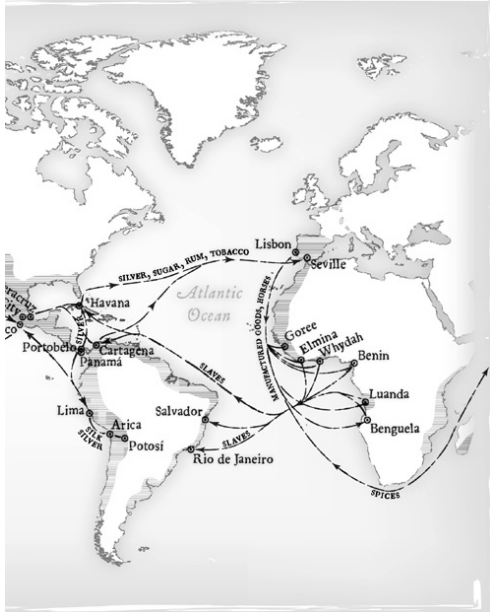 Lisbon
Seville
SILVER, SUGAR, RUM, TOBACCO
Atlantic
Ocean
MANUFACTURED GOODS, HORSES
Havana
SILVER
Portobelo
Cartagena
Panamá
Goree
Elmina
Whydah
Benin
SLAVES
Luanda
Benguela
Lima
Arica
SILK
SILVER
Potosí
Salvador
SLAVES
Rio de Janeiro
SPICES